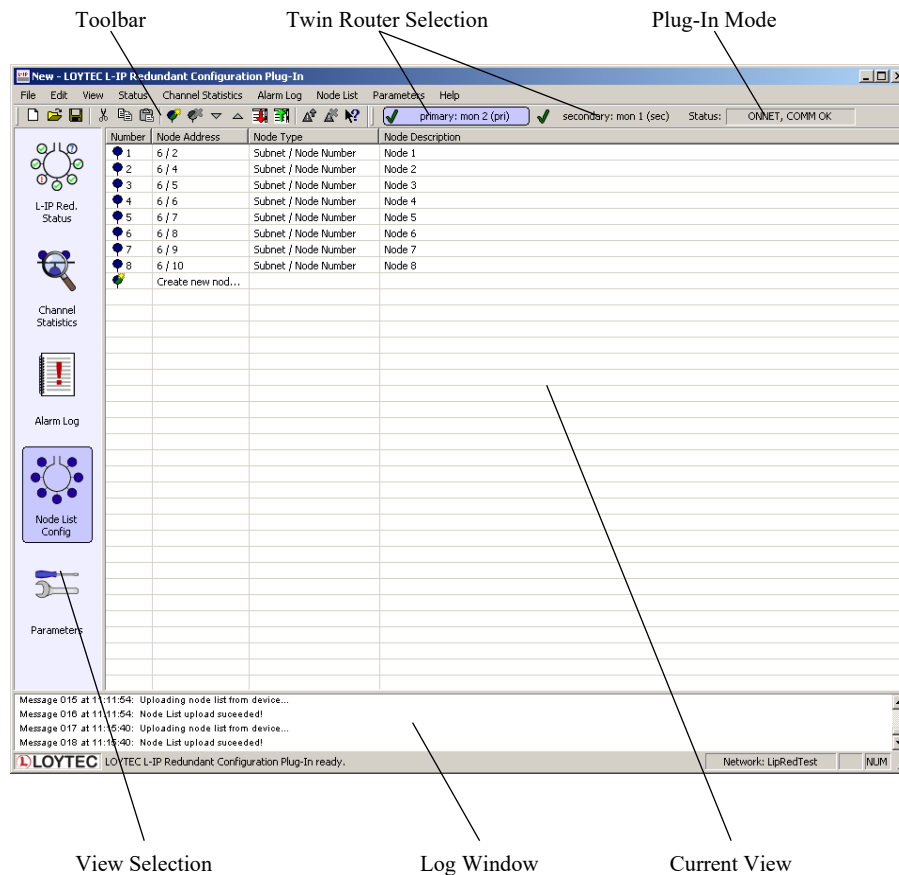 Toolbar Twin Router Selection Plug-In Mode
New - LOYTEC L-IP Redundant Configuration Plug-In
File Edit View Status Channel Statistics Alarm Log Node List Parameters Help
primary: mon 2 (pri) secondary: mon 1 (sec) Status: ONNET, COMM OK
Number Node Address Node Type Node Description
1 6 / 2 Subnet / Node Number Node 1
2 6 / 4 Subnet / Node Number Node 2
3 6 / 5 Subnet / Node Number Node 3
4 6 / 6 Subnet / Node Number Node 4
5 6 / 7 Subnet / Node Number Node 5
6 6 / 8 Subnet / Node Number Node 6
7 6 / 9 Subnet / Node Number Node 7
8 6 / 10 Subnet / Node Number Node 8
Create new nod...
L-IP Red.
Status
Channel
Statistics
Alarm Log
Node List
Config
Parameters
Message 015 at 11:11:54: Uploading node list from device...
Message 016 at 11:11:54: Node List upload suceeded!
Message 017 at 11:15:40: Uploading node list from device...
Message 018 at 11:15:40: Node List upload suceeded!
LOYTEC LOYTEC L-IP Redundant Configuration Plug-In ready. Network: LipRedTest NUM
View Selection Log Window Current View